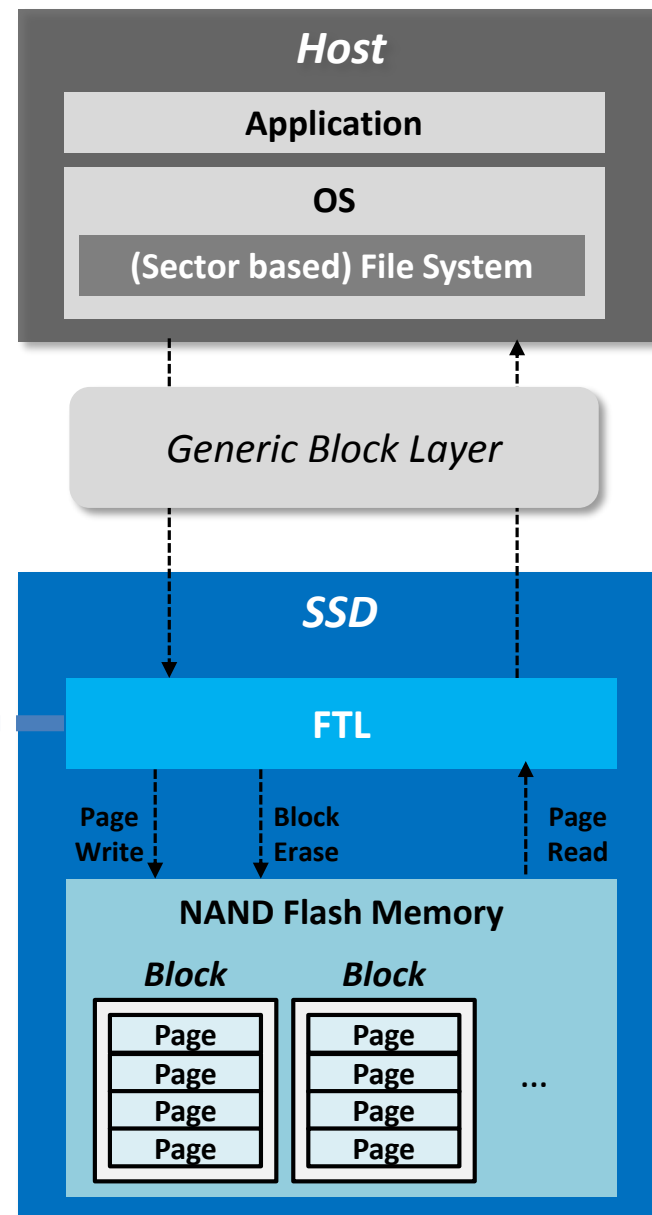 Host
Application
OS
(Sector based) File System
Generic Block Layer
SSD
FTL
Page
Write
Block
Erase
Page
Read
NAND Flash Memory
Block
Page
Page
Page
Page
Block
Page
Page
Page
Page
...